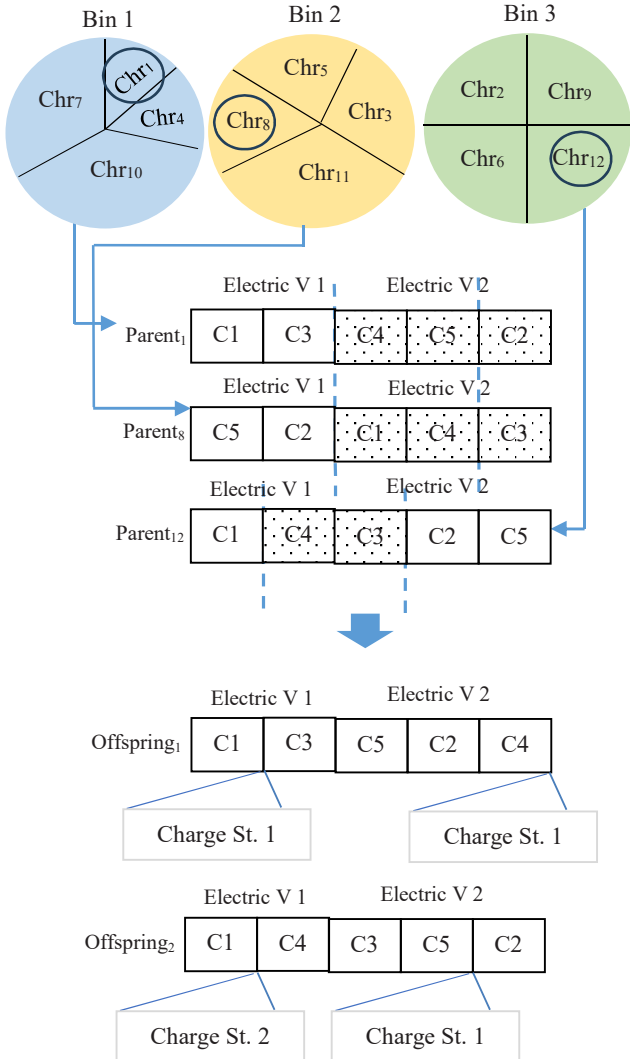 Bin 1 Bin 2 Bin 3
Chr1 Chr5 Chr2 Chr9
Chr7 Chr4 Chr8 Chr3
Chr10 Chr11 Chr6 Chr12
Electric V 1 Electric V 2
Parent1 C1 C3 C4 C5 C2
Electric V 1 Electric V 2
Parent8 C5 C2 C1 C4 C3
Electric V 1 Electric V 2
Parent12 C1 C4 C3 C2 C5
Electric V 1 Electric V 2
Offspring1 C1 C3 C5 C2 C4
Charge St. 1 Charge St. 1
Electric V 1 Electric V 2
Offspring2 C1 C4 C3 C5 C2
Charge St. 2 Charge St. 1